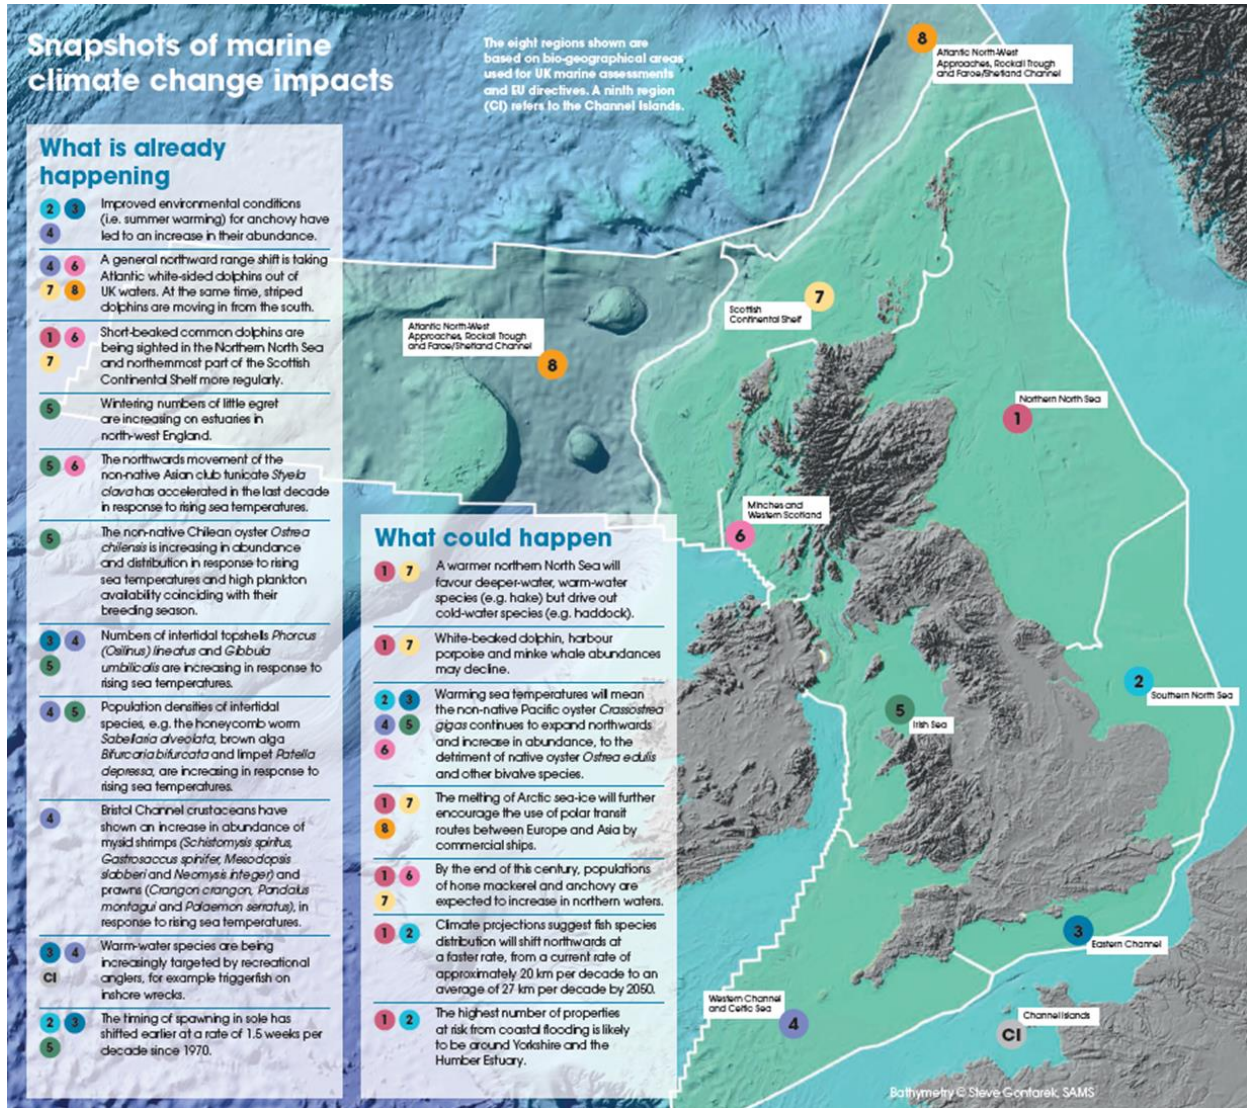 Snapshots of marine
climate change impacts
The eight regions shown are
based on bio-geographical areas
used for UK marine assessments
and EU directives. A ninth region
(CI) refers to the Channel Islands.
What is already
happening
2 3
4
Improved environmental conditions
(i.e. summer warming) for anchovy have
led to an increase in their abundance.
4 6
7 8
A general northward range shift is taking
Atlantic white-sided dolphins out of
UK waters. At the same time, striped
dolphins are moving in from the south.
1 6
7
Short-beaked common dolphins are
being sighted in the Northern North Sea
and northernmost part of the Scottish
Continental Shelf more regularly.
5
Wintering numbers of little egret
are increasing on estuaries in
north-west England.
5 6
The northwards movement of the
non-native Asian club tunicate Styela
clava has accelerated in the last decade
in response to rising sea temperatures.
5
The non-native Chilean oyster Ostrea
chilensis is increasing in abundance
and distribution in response to rising
sea temperatures and high plankton
availability coinciding with their
breeding season.
3 4
5
Numbers of intertidal topshells Phorcus
(Osilinus) lineatus and Gibbula
umbilicalis are increasing in response to
rising sea temperatures.
4 5
Population densities of intertidal
species, e.g. the honeycomb worm
Sabellaria alveolata, brown alga
Bifurcaria bifurcata and limpet Patella
depressa, are increasing in response to
rising sea temperatures.
4
Bristol Channel crustaceans have
shown an increase in abundance of
mysid shrimps (Schistomysis spiritus,
Gastrosaccus spinifer, Mesodopsis
slabberi and Neomysis integer) and
prawns (Crangon crangon, Pandalus
montagui and Palaemon serratus), in
response to rising sea temperatures.
3 4
CI
Warm-water species are being
increasingly targeted by recreational
anglers, for example triggerfish on
inshore wrecks.
2 3
5
The timing of spawning in sole has
shifted earlier at a rate of 1.5 weeks per
decade since 1970.
What could happen
1 7
A warmer northern North Sea will
favour deeper-water, warm-water
species (e.g. hake) but drive out
cold-water species (e.g. haddock).
1 7
White-beaked dolphin, harbour
porpoise and minke whale abundances
may decline.
2 3
4 5
6
Warming sea temperatures will mean
the non-native Pacific oyster Crassostrea
gigas continues to expand northwards
and increase in abundance, to the
detriment of native oyster Ostrea edulis
and other bivalve species.
1 7
8
The melting of Arctic sea-ice will further
encourage the use of polar transit
routes between Europe and Asia by
commercial ships.
1 6
7
By the end of this century, populations
of horse mackerel and anchovy are
expected to increase in northern waters.
1 2
Climate projections suggest fish species
distribution will shift northwards at
a faster rate, from a current rate of
approximately 20 km per decade to an
average of 27 km per decade by 2050.
1 2
The highest number of properties
at risk from coastal flooding is likely
to be around Yorkshire and the
Humber Estuary.
8
Atlantic North-West
Approaches, Rockall Trough
and Faroe/Shetland Channel
7
Scottish
Continental Shelf
Atlantic North-West
Approaches, Rockall Trough
and Faroe/Shetland Channel
8
Northern North Sea
1
Minches and
Western Scotland
6
2
Southern North Sea
5
Irish Sea
3
Eastern Channel
Western Channel
and Celtic Sea
4
Channel Islands
CI
Bathymetry © Steve Gontarek, SAMS